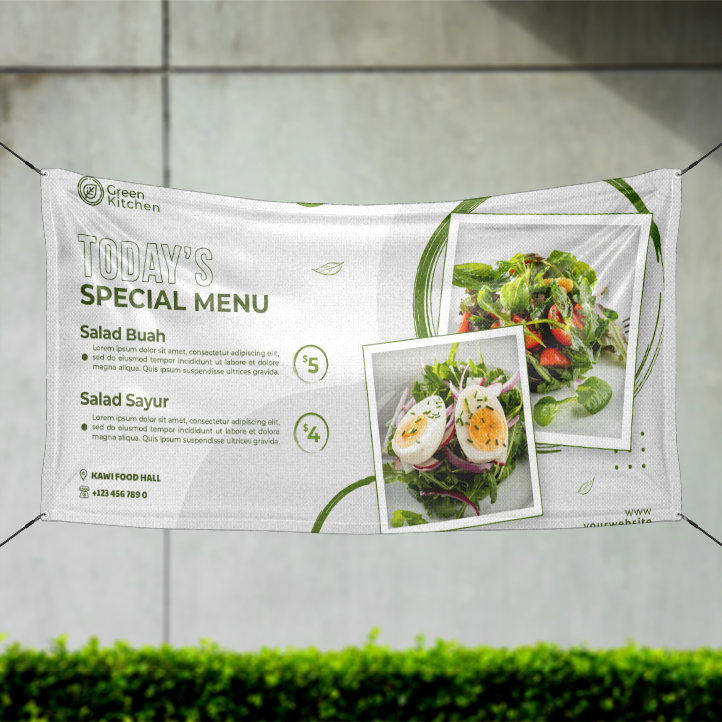 Green
Kitchen
TODAY'S
SPECIAL MENU
Salad Buah
Lorem ipsum dolor sit amet, consectetur adipiscing elit,
sed do eiusmod tempor incididunt ut labore et dolore
magna aliqua. Quis ipsum suspendisse ultrices gravida.
$5
Salad Sayur
Lorem ipsum dolor sit amet, consectetur adipiscing elit,
sed do eiusmod tempor incididunt ut labore et dolore
magna aliqua. Quis ipsum suspendisse ultrices gravida.
$4
KAWI FOOD HALL
+123 456 789 0
www
yourwebsite